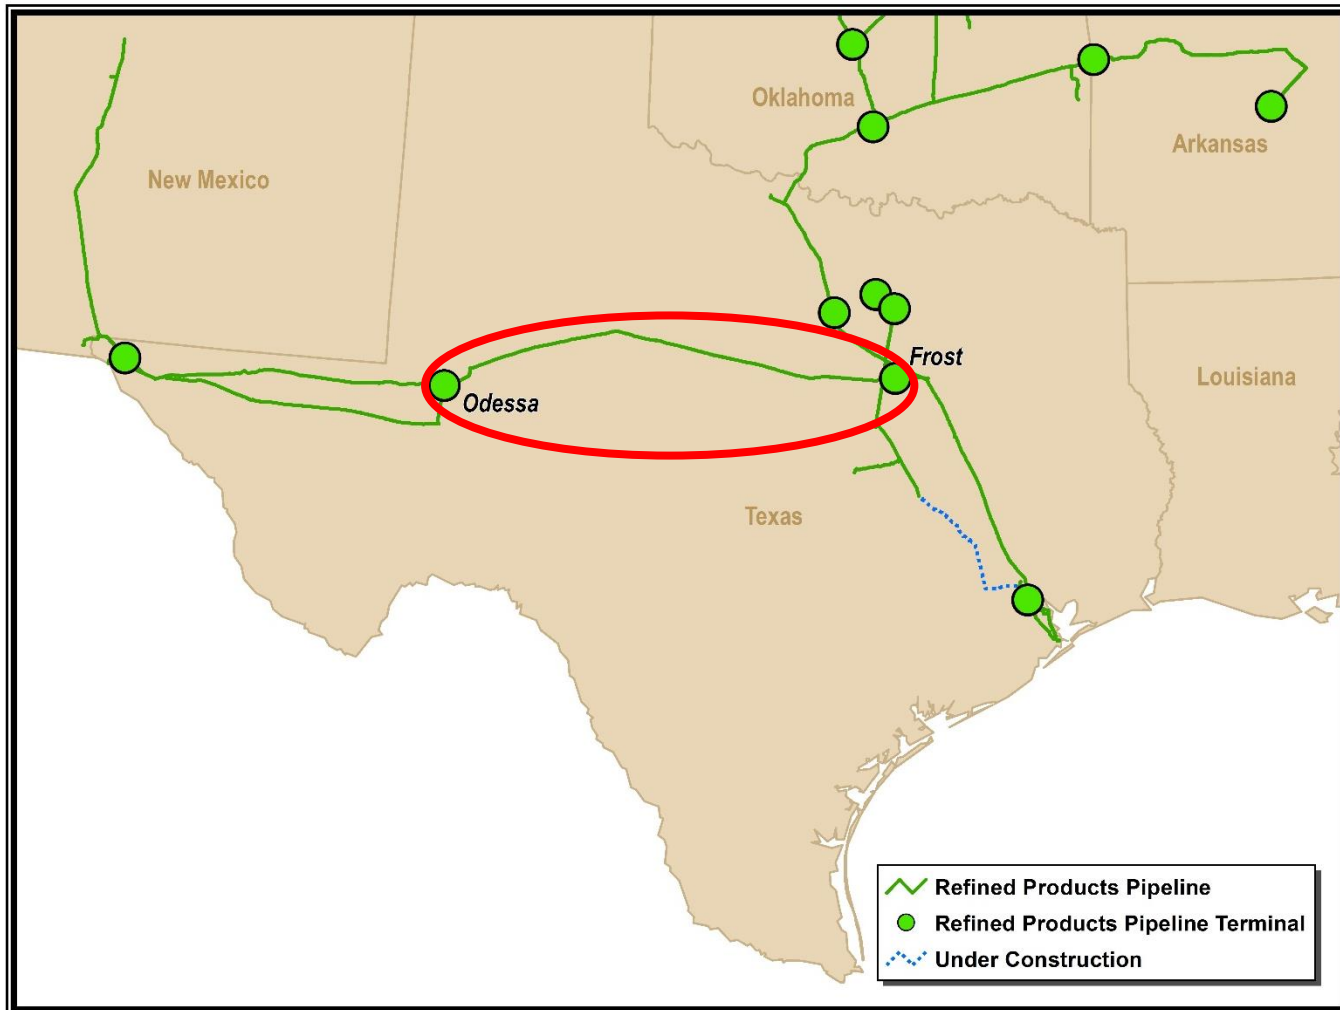 Oklahoma
Arkansas
New Mexico
Frost
Louisiana
Odessa
Texas
Refined Products Pipeline
Refined Products Pipeline Terminal
Under Construction